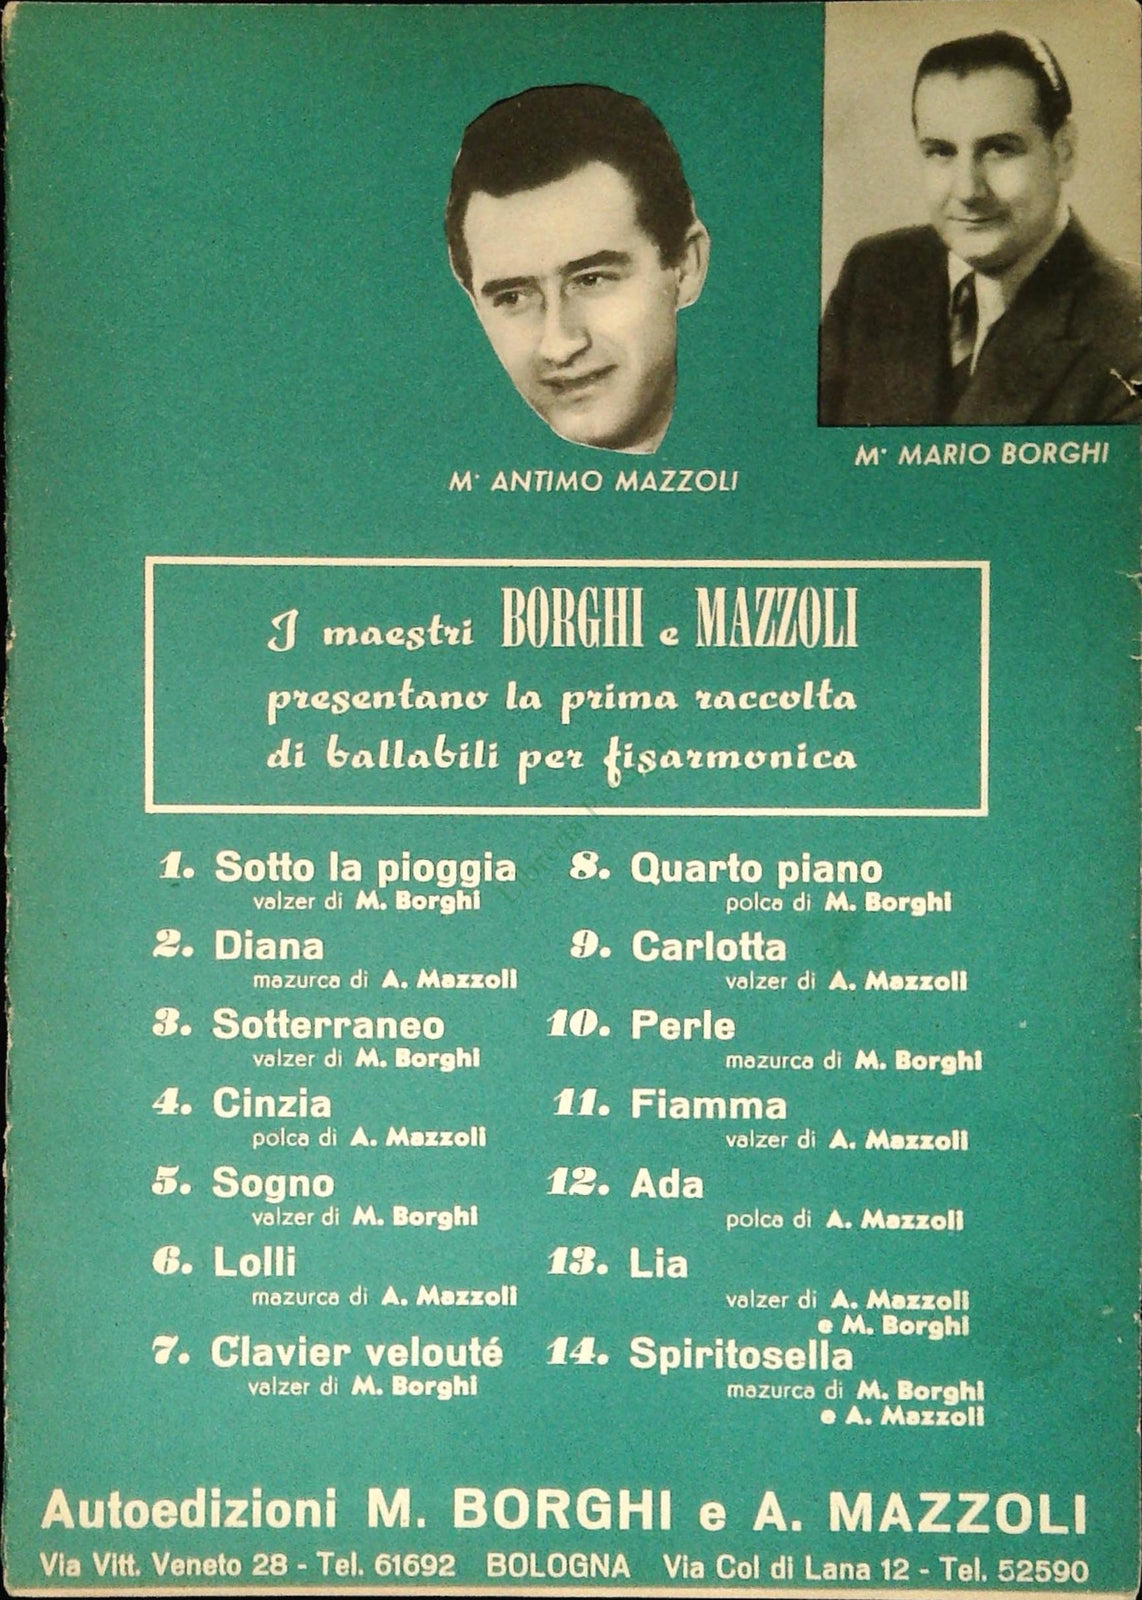 M° ANTIMO MAZZOLI
M° MARIO BORGHI
I maestri BORGHI e MAZZOLI
presentano la prima raccolta
di ballabili per fisarmonica
1. Sotto la pioggia
valzer di M. Borghi
2. Diana
mazurca di A. Mazzoli
3. Sotterraneo
valzer di M. Borghi
4. Cinzia
polca di A. Mazzoli
5. Sogno
valzer di M. Borghi
6. Lolli
mazurca di A. Mazzoli
7. Clavier velouté
valzer di M. Borghi
8. Quarto piano
polca di M. Borghi
9. Carlotta
valzer di A. Mazzoli
10. Perle
mazurca di M. Borghi
11. Fiamma
valzer di A. Mazzoli
12. Ada
polca di A. Mazzoli
13. Lia
valzer di A. Mazzoli
e M. Borghi
14. Spiritosella
mazurca di M. Borghi
e A. Mazzoli
Autoedizioni M. BORGHI e A. MAZZOLI
Via Vitt. Veneto 28 - Tel. 61692 BOLOGNA Via Col di Lana 12 - Tel. 52590